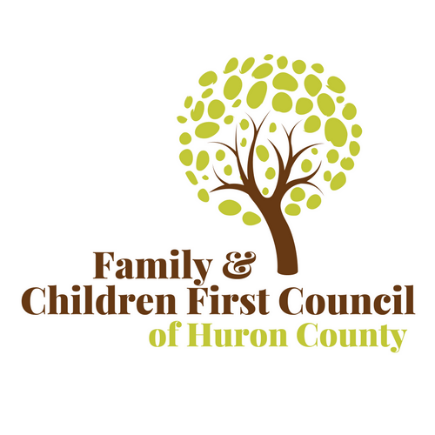 Family &
Children First Council
of Huron County